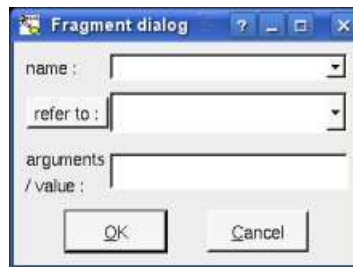 Fragment dialog
name :
refer to :
arguments
/ value :
OK
Cancel